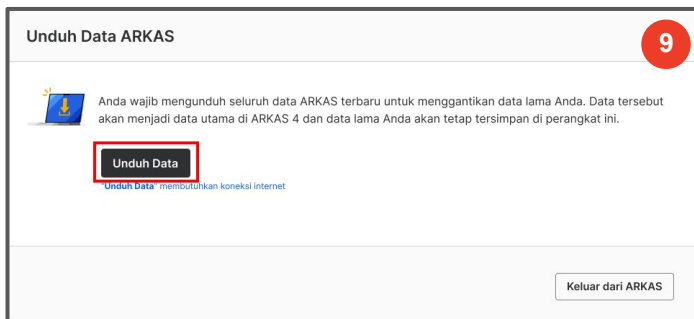 Unduh Data ARKAS
9
Anda wajib mengunduh seluruh data ARKAS terbaru untuk menggantikan data lama Anda. Data tersebut
akan menjadi data utama di ARKAS 4 dan data lama Anda akan tetap tersimpan di perangkat ini.
Unduh Data
"Unduh Data" membutuhkan koneksi internet
Keluar dari ARKAS